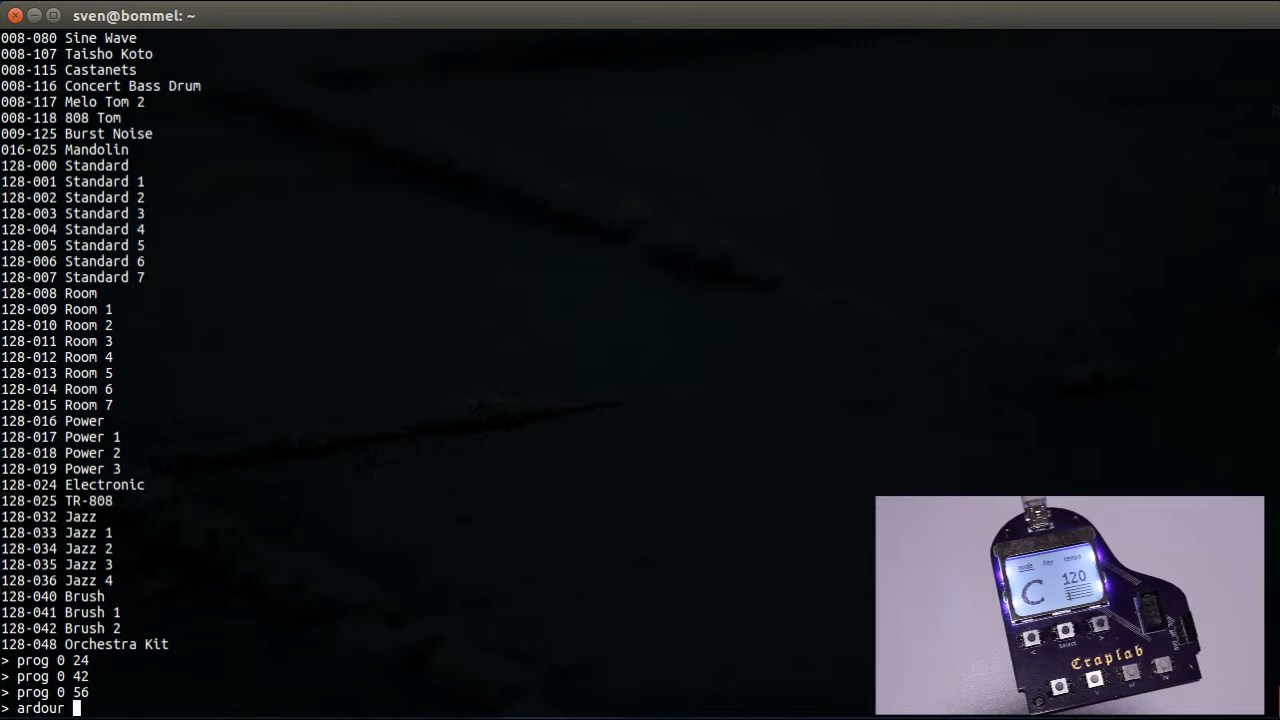 sven@bommel: ~
008-080 Sine Wave
008-107 Taisho Koto
008-115 Castanets
008-116 Concert Bass Drum
008-117 Melo Tom 2
008-118 808 Tom
009-125 Burst Noise
016-025 Mandolin
128-000 Standard
128-001 Standard 1
128-002 Standard 2
128-003 Standard 3
128-004 Standard 4
128-005 Standard 5
128-006 Standard 6
128-007 Standard 7
128-008 Room
128-009 Room 1
128-010 Room 2
128-011 Room 3
128-012 Room 4
128-013 Room 5
128-014 Room 6
128-015 Room 7
128-016 Power
128-017 Power 1
128-018 Power 2
128-019 Power 3
128-024 Electronic
128-025 TR-808
128-032 Jazz
128-033 Jazz 1
128-034 Jazz 2
128-035 Jazz 3
128-036 Jazz 4
128-040 Brush
128-041 Brush 1
128-042 Brush 2
128-048 Orchestra Kit
> prog 0 24
> prog 0 42
> prog 0 56
> ardour
mode key tempo
C 120
Select
Craplab